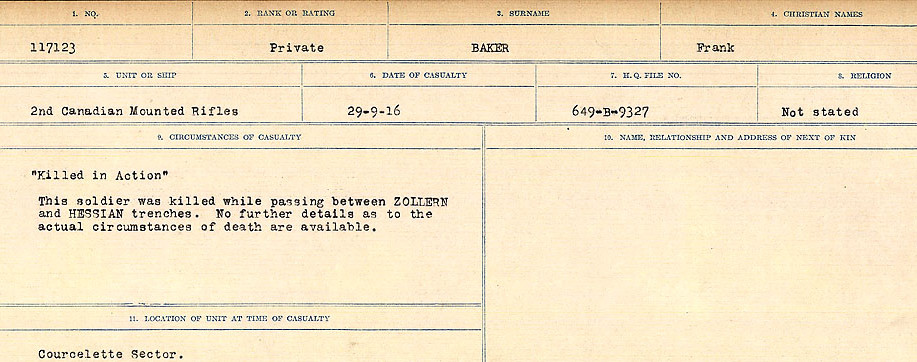 1. NO. 2. RANK OR RATING 3. SURNAME 4. CHRISTIAN NAMES
117123 Private BAKER Frank
5. UNIT OR SHIP 6. DATE OF CASUALTY 7. H.Q. FILE NO. 8. RELIGION
2nd Canadian Mounted Rifles 29-9-16 649-B-9327 Not stated
9. CIRCUMSTANCES OF CASUALTY 10. NAME, RELATIONSHIP AND ADDRESS OF NEXT OF KIN
"Killed in Action"
This soldier was killed while passing between ZOLLERN
and HESSIAN trenches. No further details as to the
actual circumstances of death are available.
11. LOCATION OF UNIT AT TIME OF CASUALTY
Courcelette Sector.